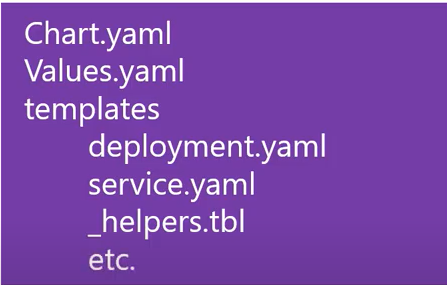 Chart.yaml
Values.yaml
templates
deployment.yaml
service.yaml
_helpers.tbl
etc.